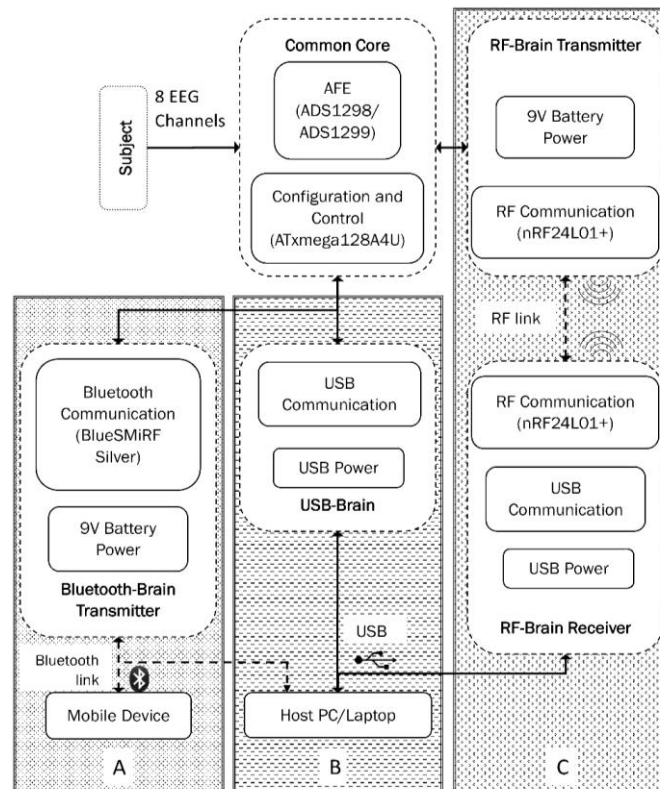 Common Core
AFE
(ADS1298/
ADS1299)
Configuration and
Control
(ATxmega128A4U)
Subject
8 EEG
Channels
RF-Brain Transmitter
9V Battery
Power
RF Communication
(nRF24L01+)
RF link
RF Communication
(nRF24L01+)
USB
Communication
USB Power
RF-Brain Receiver
Bluetooth
Communication
(BlueSMiRF
Silver)
9V Battery
Power
Bluetooth-Brain
Transmitter
USB
Communication
USB Power
USB-Brain
Bluetooth
link
USB
Mobile Device
Host PC/Laptop
A
B
C